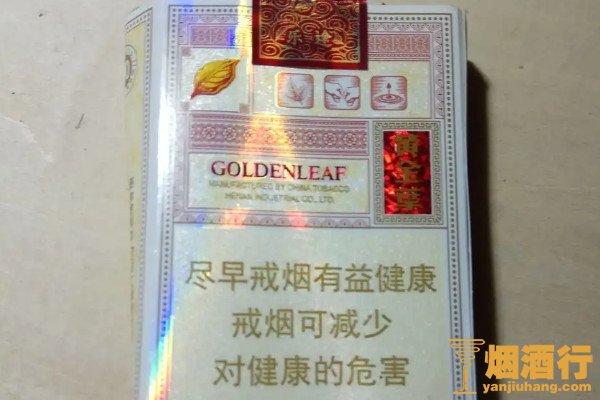 乐途
GOLDENLEAF
MANUFACTURED BY CHINA TOBACCO
HENAN INDUSTRIAL CO., LTD.
黄金叶
尽早戒烟有益健康
戒烟可减少
对健康的危害
烟酒行
yanjiuhang.com